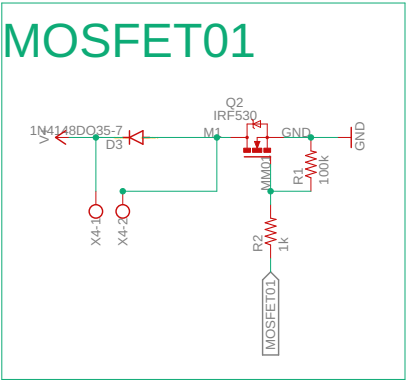 MOSFET01
Q2
IRF530
1N4148DO35-7
D3
V+
M1
GND
GND
MM01
R1
100k
X4-1
X4-2
R2
1k
MOSFET01